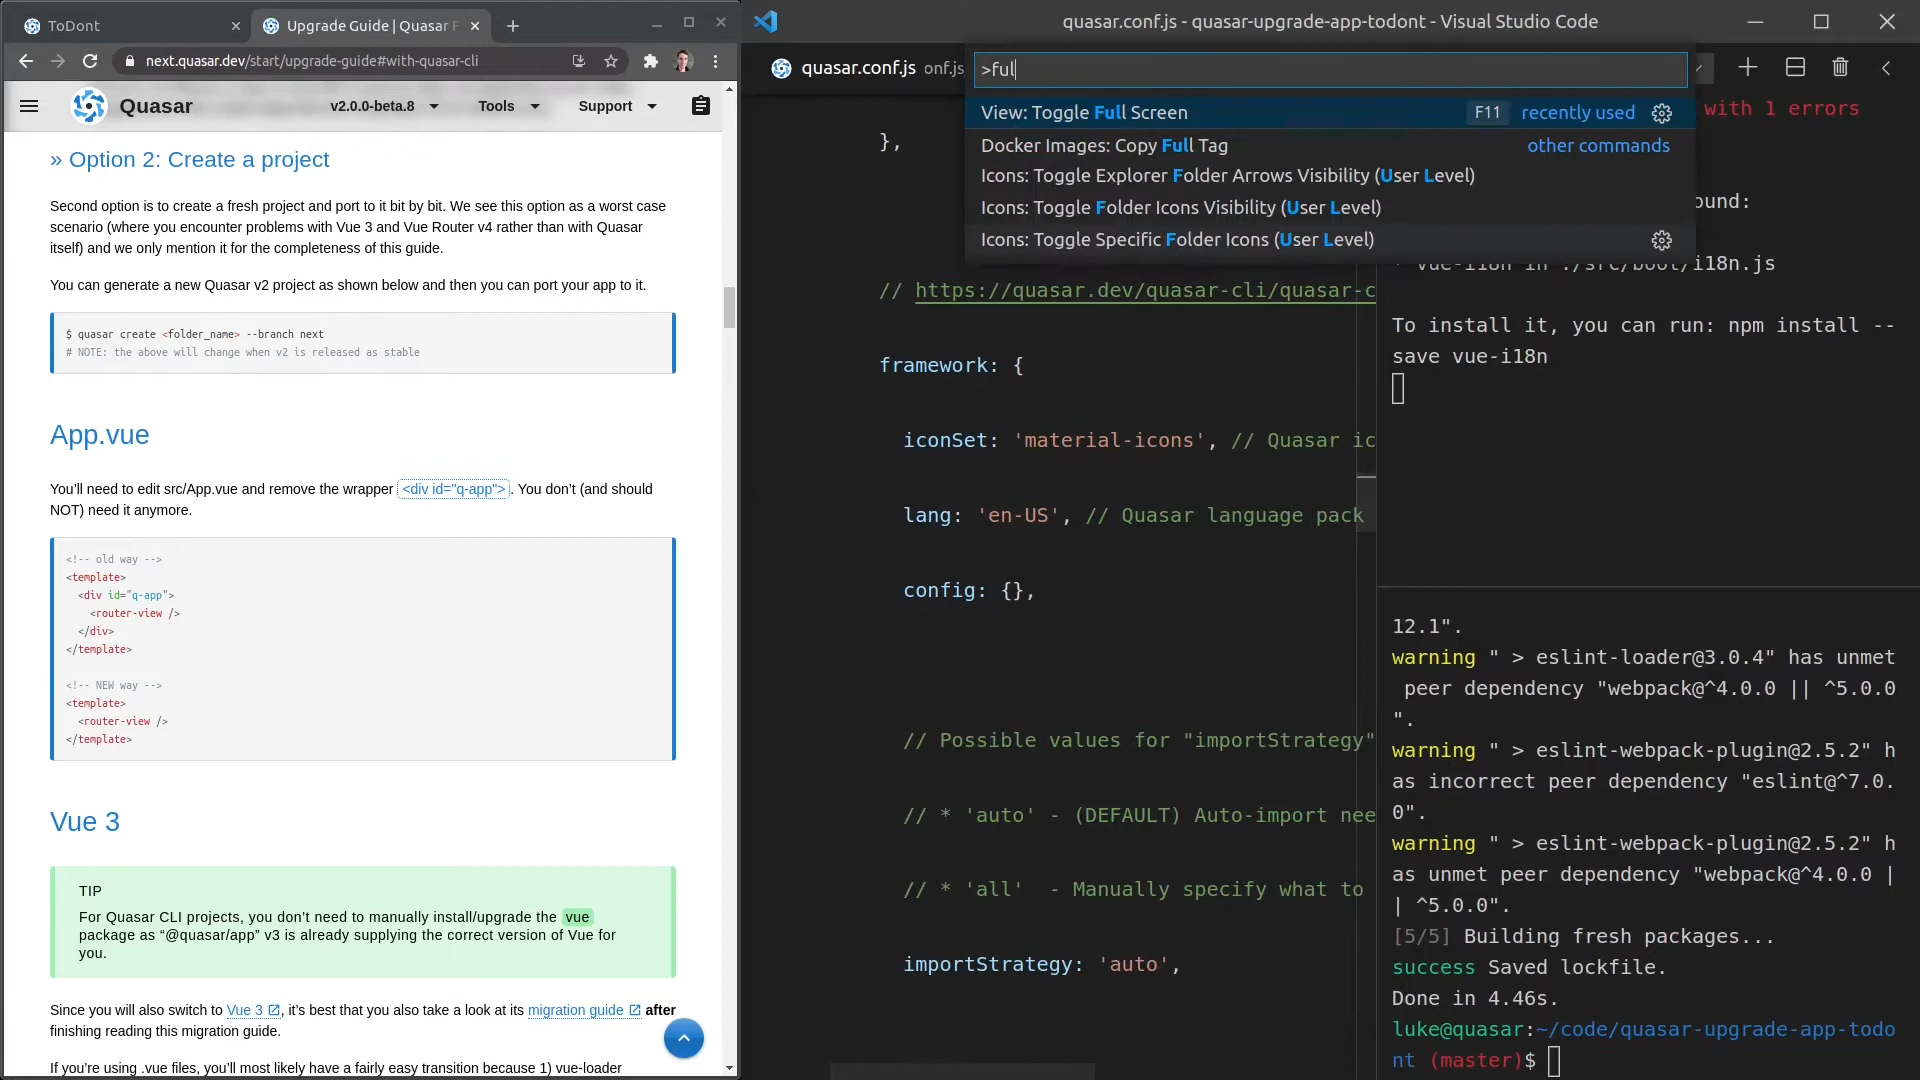 ToDont
Upgrade Guide | Quasar F
next.quasar.dev/start/upgrade-guide#with-quasar-cli
Quasar
v2.0.0-beta.8
Tools
Support
» Option 2: Create a project
Second option is to create a fresh project and port to it bit by bit. We see this option as a worst case
scenario (where you encounter problems with Vue 3 and Vue Router v4 rather than with Quasar
itself) and we only mention it for the completeness of this guide.
You can generate a new Quasar v2 project as shown below and then you can port your app to it.
$ quasar create <folder_name> --branch next
# NOTE: the above will change when v2 is released as stable
App.vue
You'll need to edit src/App.vue and remove the wrapper <div id="q-app">. You don't (and should
NOT) need it anymore.
<!-- old way -->
<template>
<div id="q-app">
<router-view />
</div>
</template>
<!-- NEW way -->
<template>
<router-view />
</template>
Vue 3
TIP
For Quasar CLI projects, you don't need to manually install/upgrade the vue
package as “@quasar/app” v3 is already supplying the correct version of Vue for
you.
Since you will also switch to Vue 3, it's best that you also take a look at its migration guide after
finishing reading this migration guide.
If you're using .vue files, you'll most likely have a fairly easy transition because 1) vue-loader
quasar.conf.js - quasar-upgrade-app-todont - Visual Studio Code
quasar.conf.js onf.js
>ful
View: Toggle Full Screen F11 recently used
Docker Images: Copy Full Tag other commands
Icons: Toggle Explorer Folder Arrows Visibility (User Level)
Icons: Toggle Folder Icons Visibility (User Level)
Icons: Toggle Specific Folder Icons (User Level)
},
// https://quasar.dev/quasar-cli/quasar-c
framework: {
iconSet: 'material-icons', // Quasar ic
lang: 'en-US', // Quasar language pack
config: {},
// Possible values for "importStrategy"
// * 'auto' - (DEFAULT) Auto-import nee
// * 'all' - Manually specify what to
importStrategy: 'auto',
with 1 errors
ound:
* vue-i18n in ./src/boot/i18n.js
To install it, you can run: npm install --
save vue-i18n
12.1".
warning " > eslint-loader@3.0.4" has unmet
peer dependency "webpack@^4.0.0 || ^5.0.0
".
warning " > eslint-webpack-plugin@2.5.2" h
as incorrect peer dependency "eslint@^7.0.
0".
warning " > eslint-webpack-plugin@2.5.2" h
as unmet peer dependency "webpack@^4.0.0 |
| ^5.0.0".
[5/5] Building fresh packages...
success Saved lockfile.
Done in 4.46s.
luke@quasar:~/code/quasar-upgrade-app-todo
nt (master)$